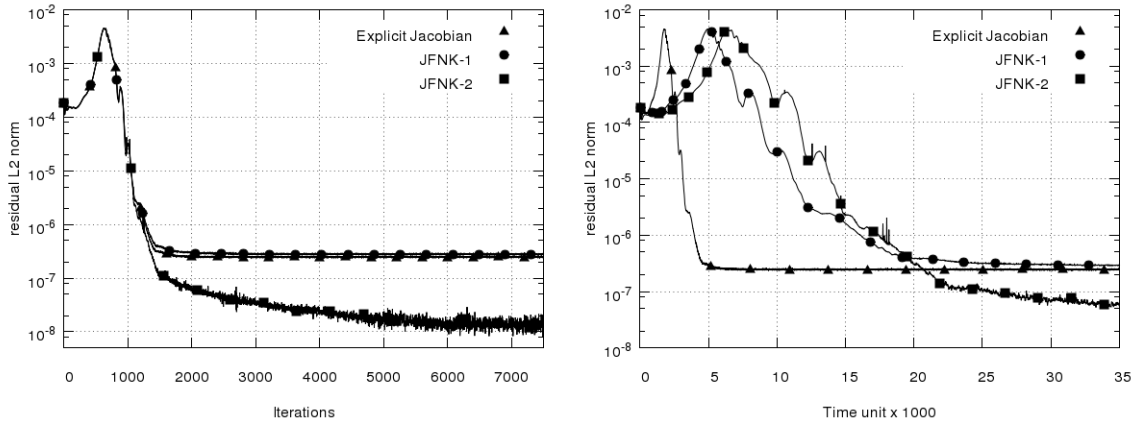 10-2
10-3
10-4
10-5
10-6
10-7
10-8
residual L2 norm
Explicit Jacobian
JFNK-1
JFNK-2
0 1000 2000 3000 4000 5000 6000 7000
Iterations
10-2
10-3
10-4
10-5
10-6
10-7
10-8
residual L2 norm
Explicit Jacobian
JFNK-1
JFNK-2
0 5 10 15 20 25 30 35
Time unit x 1000